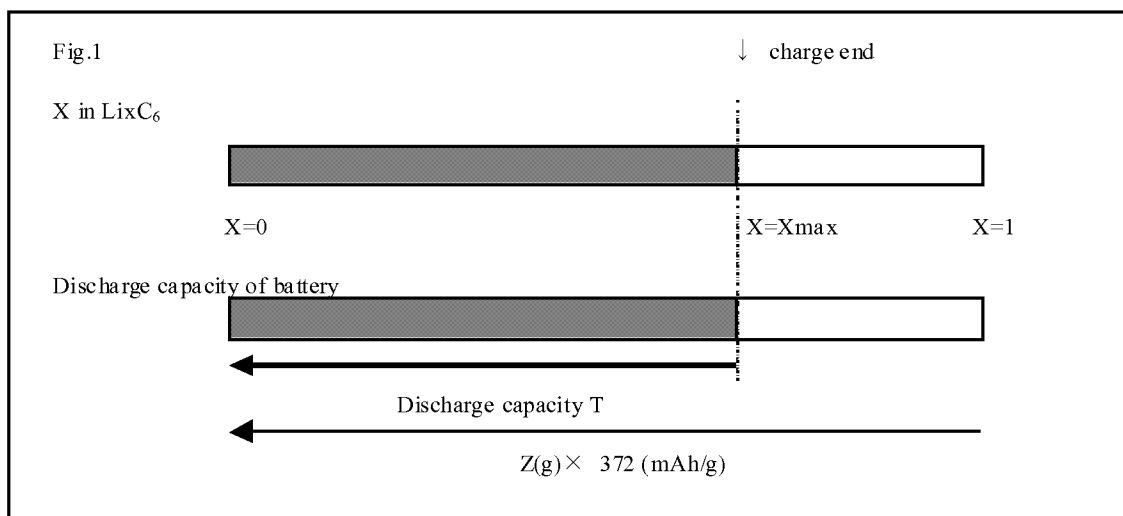 Fig.1
↓ charge end
X in LixC₆
X=0 X=Xmax X=1
Discharge capacity of battery
Discharge capacity T
Z(g)× 372 (mAh/g)